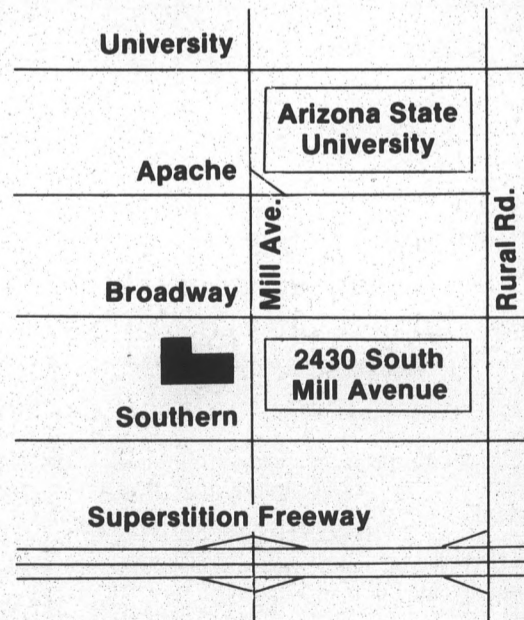 University
Arizona State
University
Apache
Mill Ave.
Rural Rd.
Broadway
2430 South
Mill Avenue
Southern
Superstition Freeway